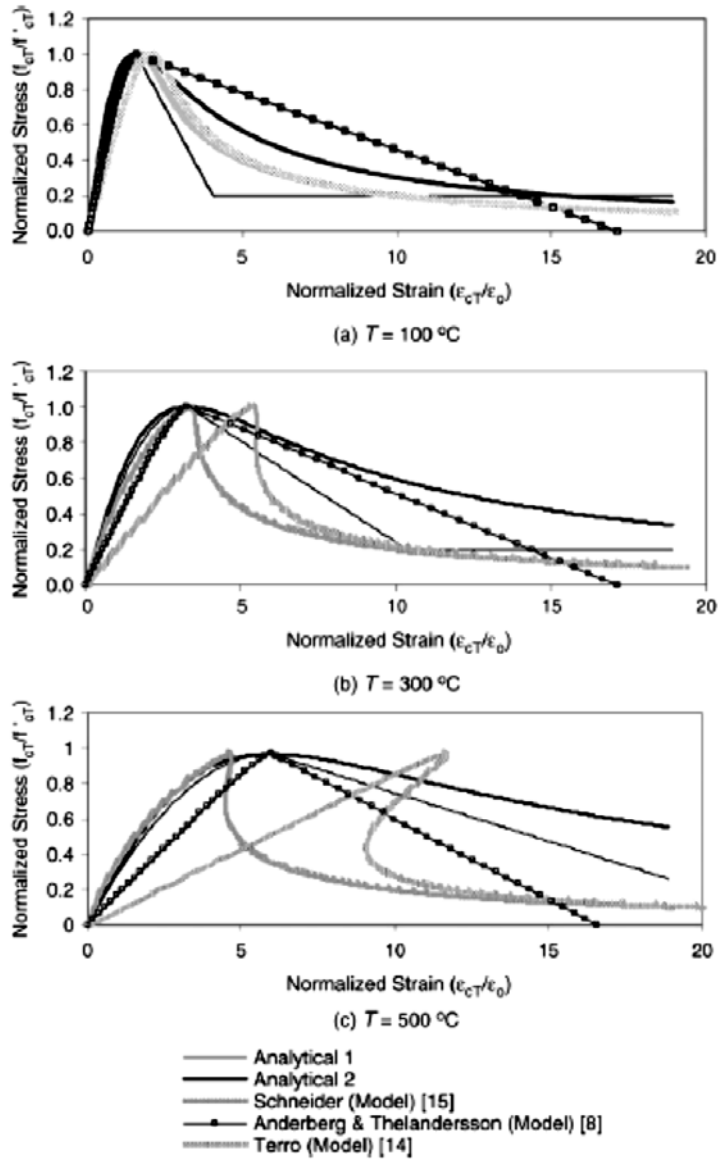 1.2
1.0
0.8
0.6
0.4
0.2
0.0
Normalized Stress (f_cT/f'_cT)
0 5 10 15 20
Normalized Strain (ε_cT/ε_o)
(a) T = 100 ºC
1.2
1.0
0.8
0.6
0.4
0.2
0.0
Normalized Stress (f_cT/f'_cT)
0 5 10 15 20
Normalized Strain (ε_cT/ε_o)
(b) T = 300 ºC
1.2
1
0.8
0.6
0.4
0.2
0
Normalized Stress (f_cT/f'_cT)
0 5 10 15 20
Normalized Strain (ε_cT/ε_o)
(c) T = 500 ºC
Analytical 1
Analytical 2
Schneider (Model) [15]
Anderberg & Thelandersson (Model) [8]
Terro (Model) [14]